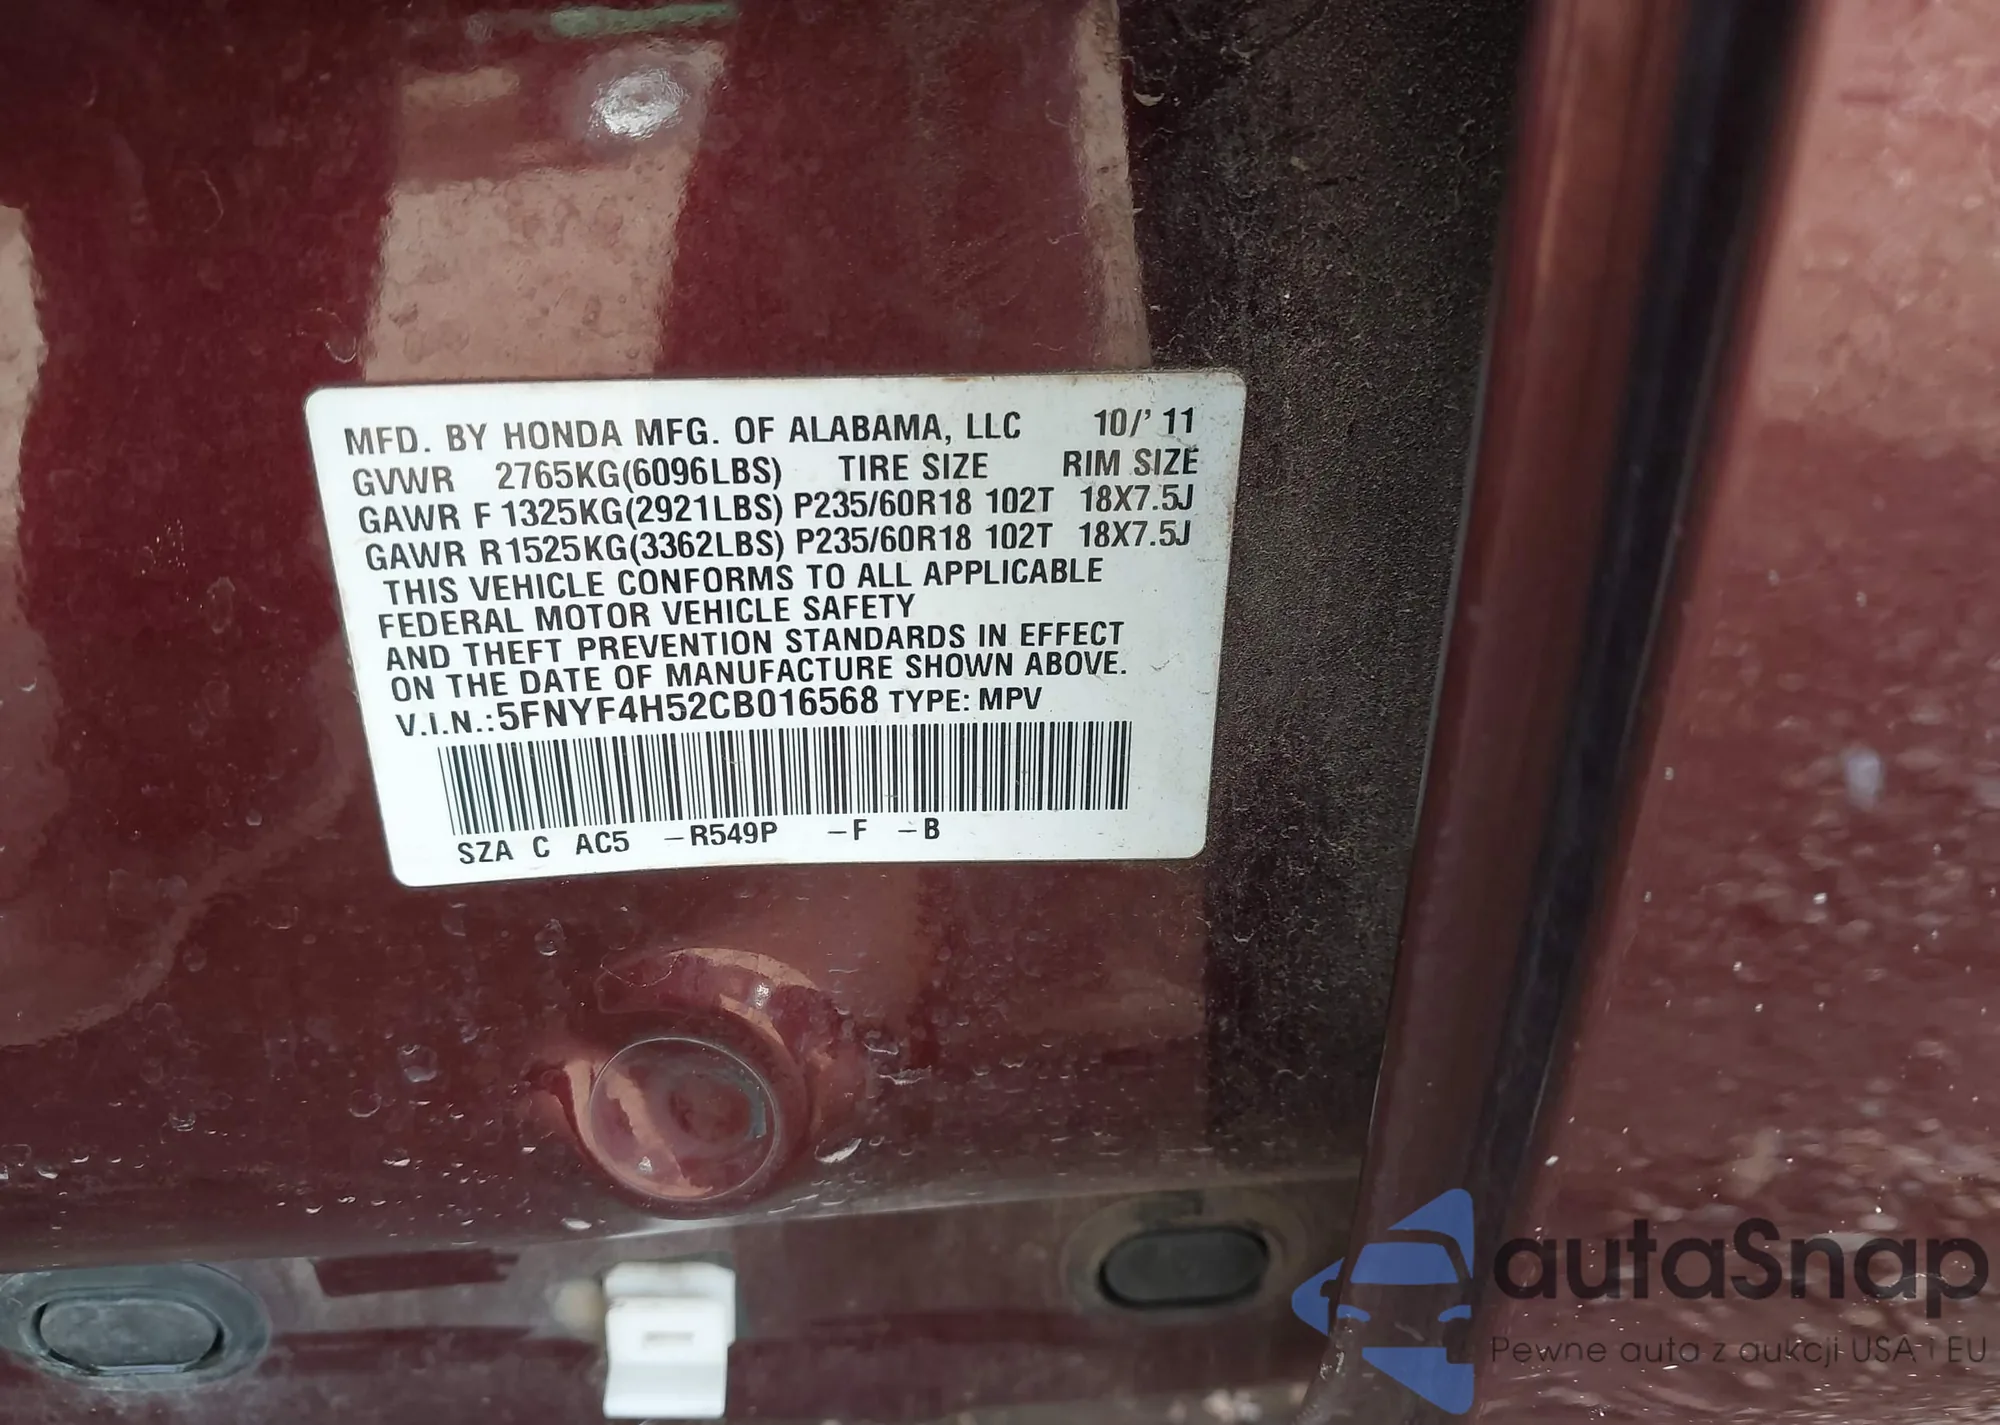 MFD. BY HONDA MFG. OF ALABAMA, LLC 10/' 11
GVWR 2765KG(6096LBS) TIRE SIZE RIM SIZE
GAWR F 1325KG(2921LBS) P235/60R18 102T 18X7.5J
GAWR R 1525KG(3362LBS) P235/60R18 102T 18X7.5J
THIS VEHICLE CONFORMS TO ALL APPLICABLE
FEDERAL MOTOR VEHICLE SAFETY
AND THEFT PREVENTION STANDARDS IN EFFECT
ON THE DATE OF MANUFACTURE SHOWN ABOVE.
V.I.N.: 5FNYF4H52CB016568 TYPE: MPV
SZA C AC5 –R549P –F –B
autaSnap
Pewne auta z aukcji USA i EU